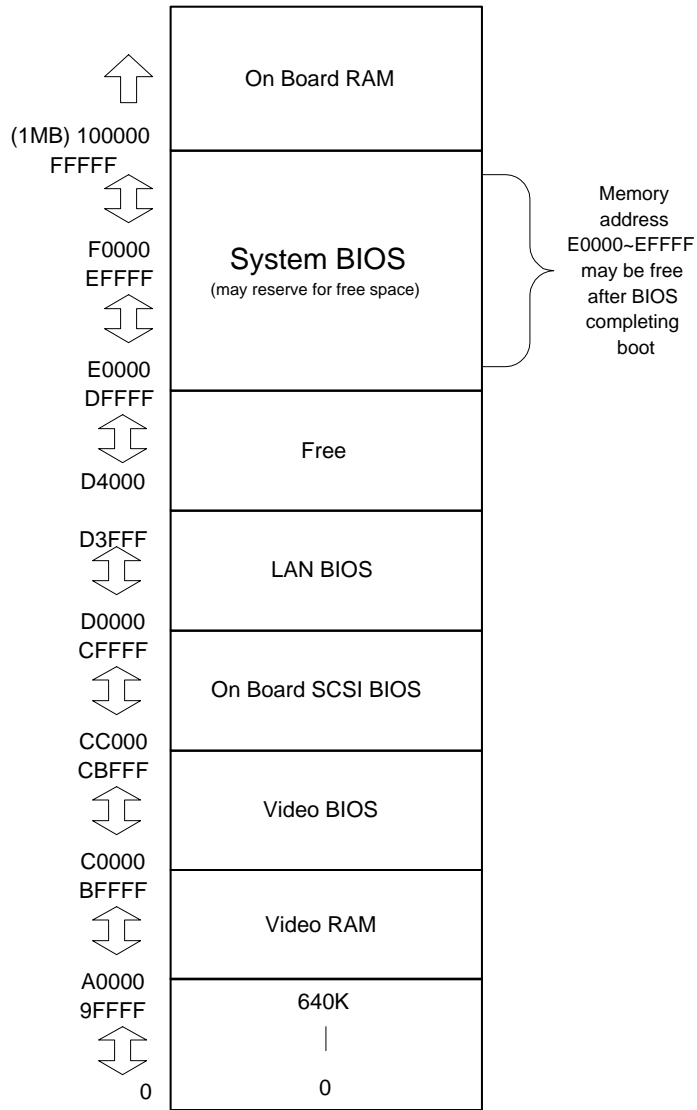 On Board RAM
(1MB) 100000
FFFFF
F0000
EFFFF
System BIOS
(may reserve for free space)
Memory
address
E0000~EFFFF
may be free
after BIOS
completing
boot
E0000
DFFFF
Free
D4000
D3FFF
LAN BIOS
D0000
CFFFF
On Board SCSI BIOS
CC000
CBFFF
Video BIOS
C0000
BFFFF
Video RAM
A0000
9FFFF
640K
0
0